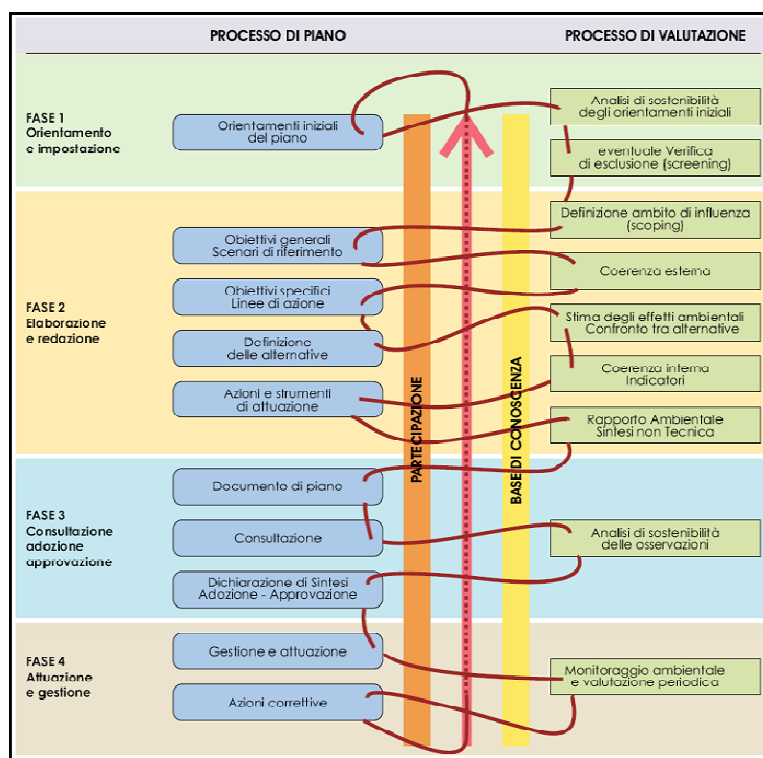 PROCESSO DI PIANO
PROCESSO DI VALUTAZIONE
FASE 1
Orientamento
e impostazione
Orientamenti iniziali
del piano
Analisi di sostenibilità
degli orientamenti iniziali
eventuale Verifica
di esclusione (screening)
FASE 2
Elaborazione
e redazione
Definizione ambito di influenza
(scoping)
Obiettivi generali
Scenari di riferimento
Coerenza esterna
Obiettivi specifici
Linee di azione
Stima degli effetti ambientali
Confronto tra alternative
Definizione
delle alternative
Coerenza interna
Indicatori
Azioni e strumenti
di attuazione
Rapporto Ambientale
Sintesi non Tecnica
PARTECIPAZIONE
BASE DI CONOSCENZA
FASE 3
Consultazione
adozione
approvazione
Documento di piano
Consultazione
Analisi di sostenibilità
delle osservazioni
Dichiarazione di Sintesi
Adozione - Approvazione
FASE 4
Attuazione
e gestione
Gestione e attuazione
Monitoraggio ambientale
e valutazione periodica
Azioni correttive